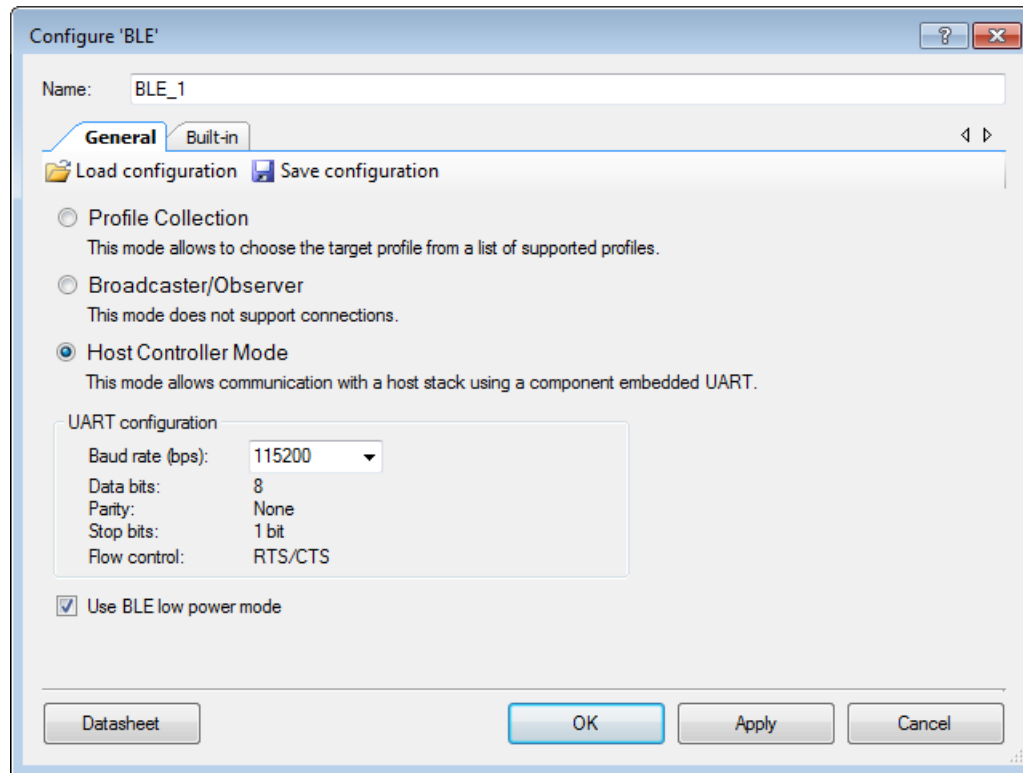 Configure 'BLE'
?
Name: BLE_1
General Built-in
Load configuration Save configuration
Profile Collection
This mode allows to choose the target profile from a list of supported profiles.
Broadcaster/Observer
This mode does not support connections.
Host Controller Mode
This mode allows communication with a host stack using a component embedded UART.
UART configuration
Baud rate (bps): 115200
Data bits: 8
Parity: None
Stop bits: 1 bit
Flow control: RTS/CTS
Use BLE low power mode
Datasheet OK Apply Cancel